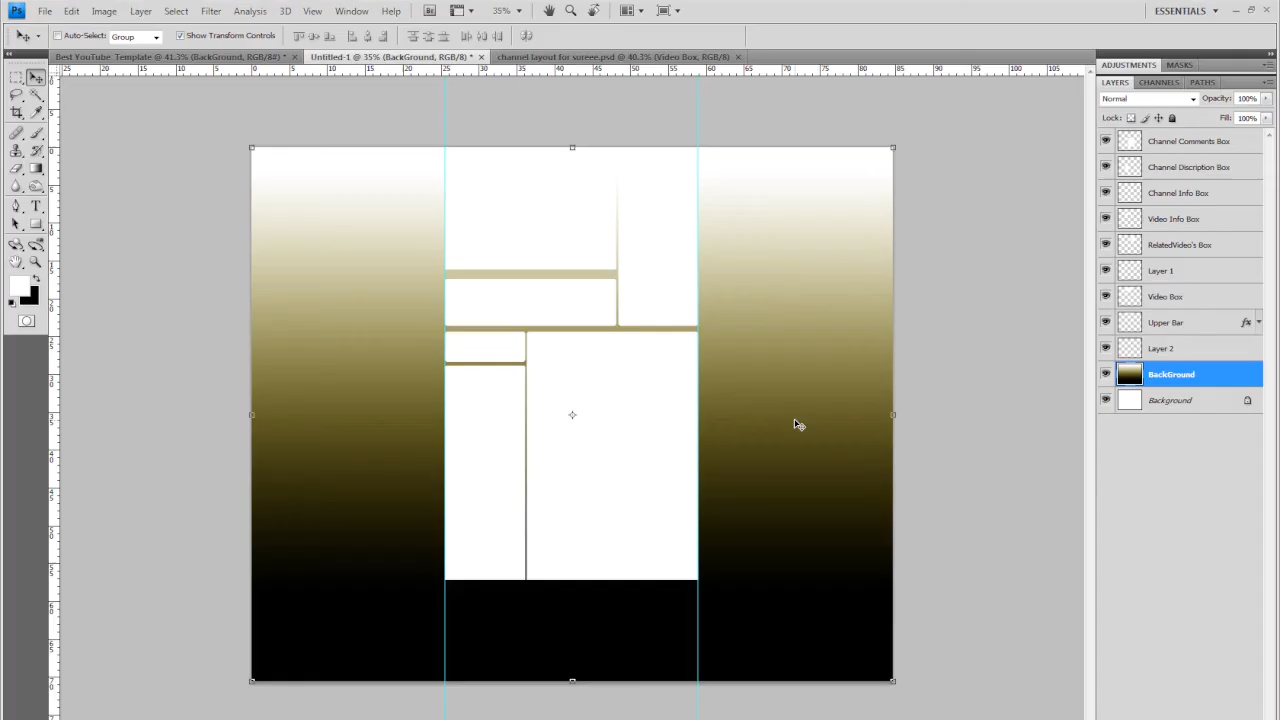 Ps File Edit Image Layer Select Filter Analysis 3D View Window Help Br 35% ESSENTIALS
Auto-Select: Group Show Transform Controls
Best YouTube Template @ 41.3% (BackGround, RGB/8#) * × Untitled-1 @ 35% (BackGround, RGB/8) * × channel layout for sureee.psd @ 40.3% (Video Box, RGB/8) ×
ADJUSTMENTS MASKS
LAYERS CHANNELS PATHS
Normal Opacity: 100%
Lock: Fill: 100%
Channel Comments Box
Channel Discription Box
Channel Info Box
Video Info Box
RelatedVideo's Box
Layer 1
Video Box
Upper Bar fx
Layer 2
BackGround
Background